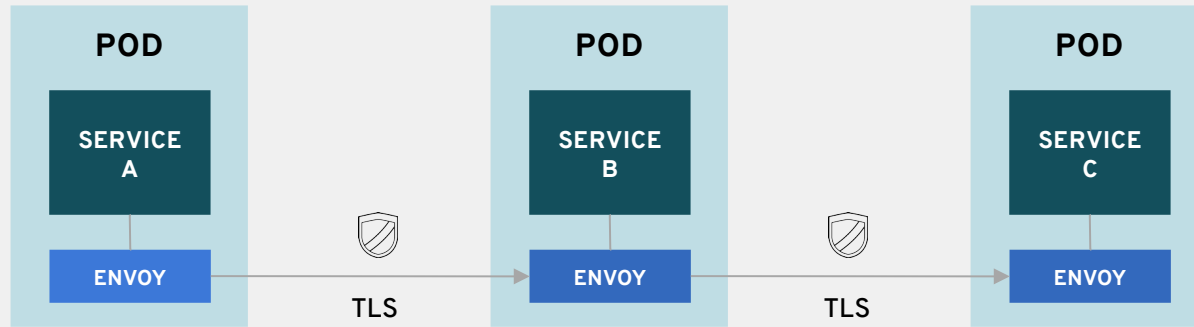 POD
SERVICE
A
ENVOY
TLS
POD
SERVICE
B
ENVOY
TLS
POD
SERVICE
C
ENVOY